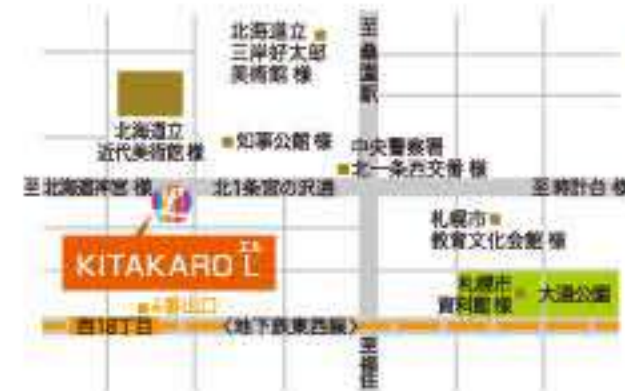 北海道立
三岸好太郎
美術館 様
至
桑園駅
北海道立
近代美術館 様
知事公館 様
中央警察署
北一条西交番 様
至北海道神宮 様
北1条宮の沢通
至時計台 様
札幌市
教育文化会館 様
エル
KITAKARO L
札幌市
資料館 様
大通公園
4番出口
西18丁目
〈地下鉄東西線〉